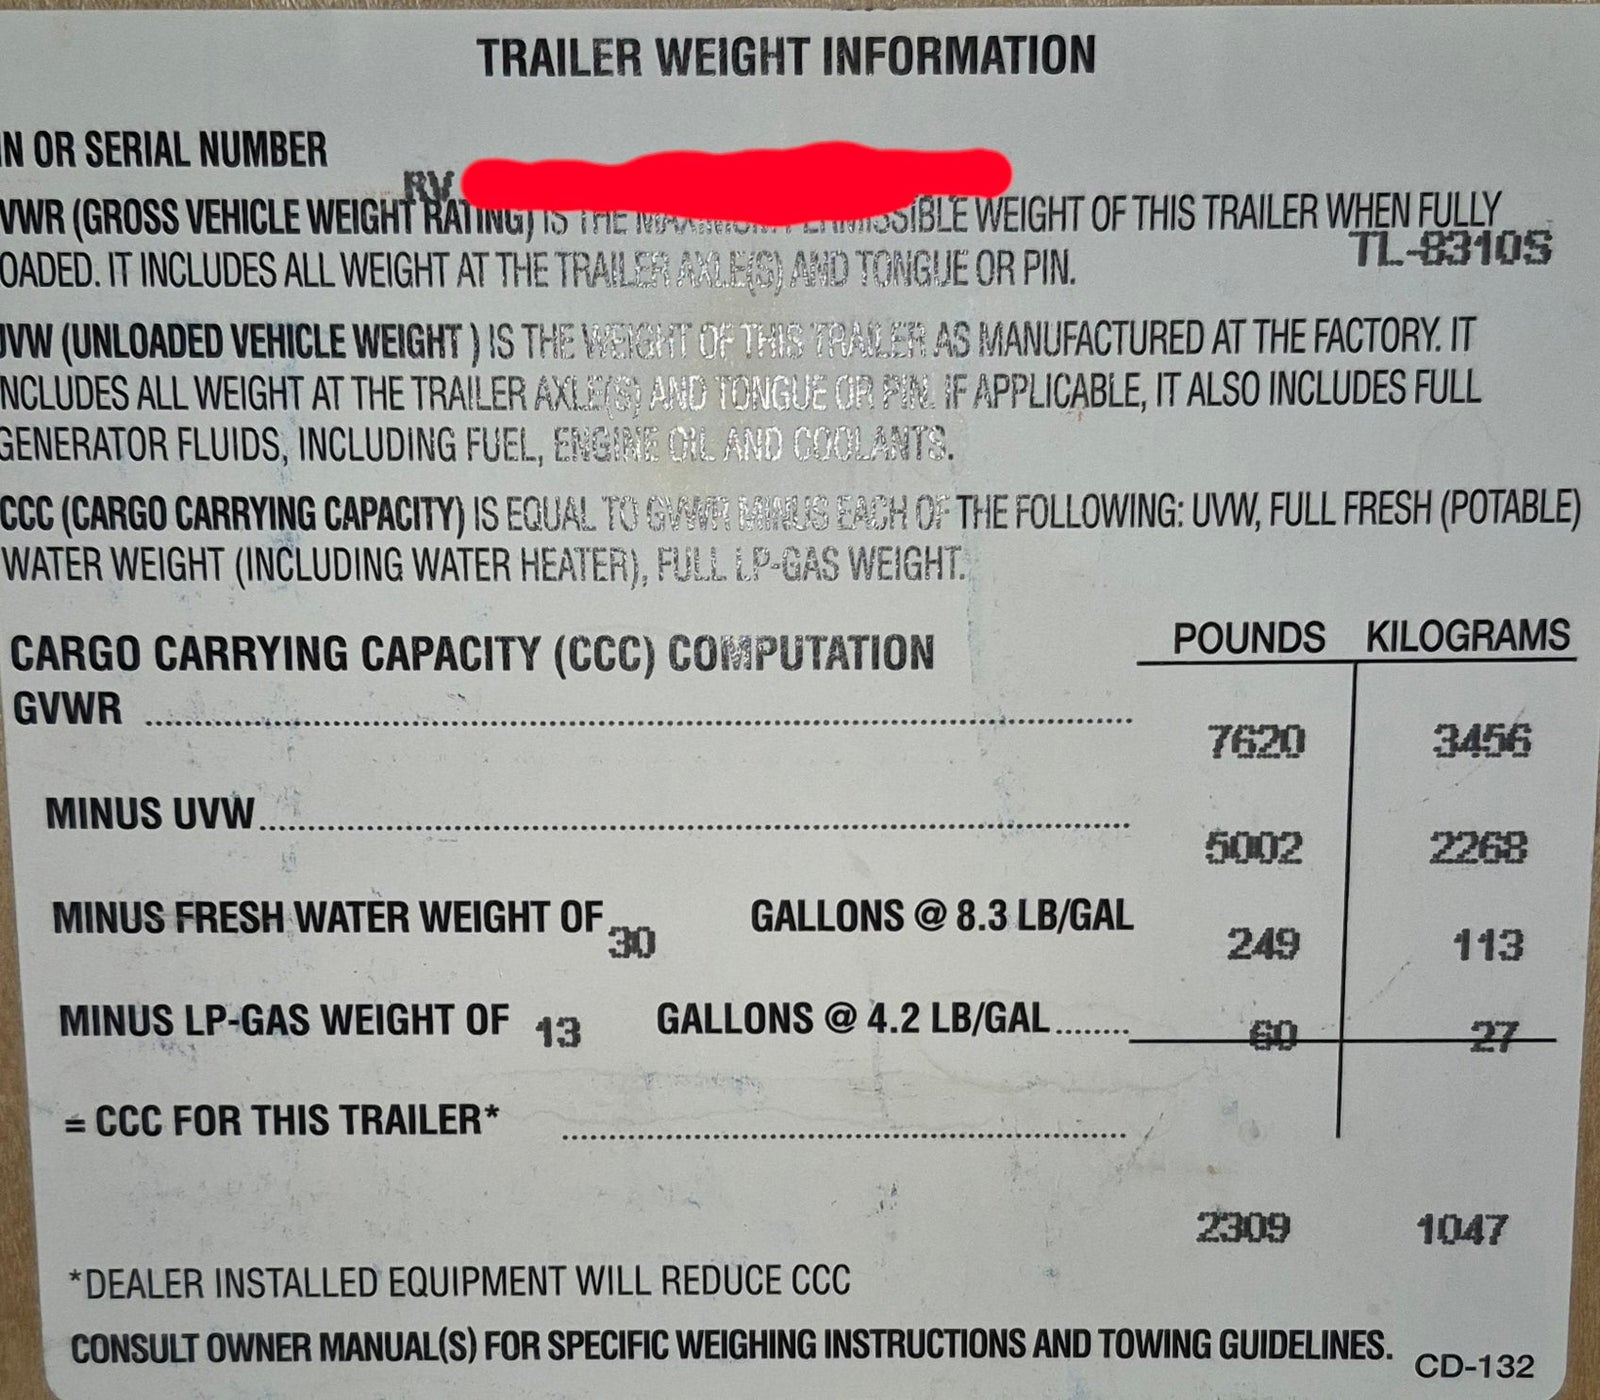 TRAILER WEIGHT INFORMATION
IN OR SERIAL NUMBER
RV
VWR (GROSS VEHICLE WEIGHT RATING) IS THE MAXIMUM PERMISSIBLE WEIGHT OF THIS TRAILER WHEN FULLY
TL-8310S
OADED. IT INCLUDES ALL WEIGHT AT THE TRAILER AXLE(S) AND TONGUE OR PIN.
UVW (UNLOADED VEHICLE WEIGHT ) IS THE WEIGHT OF THIS TRAILER AS MANUFACTURED AT THE FACTORY. IT
NCLUDES ALL WEIGHT AT THE TRAILER AXLE(S) AND TONGUE OR PIN. IF APPLICABLE, IT ALSO INCLUDES FULL
GENERATOR FLUIDS, INCLUDING FUEL, ENGINE OIL AND COOLANTS.
CCC (CARGO CARRYING CAPACITY) IS EQUAL TO GVWR MINUS EACH OF THE FOLLOWING: UVW, FULL FRESH (POTABLE)
WATER WEIGHT (INCLUDING WATER HEATER), FULL LP-GAS WEIGHT.
CARGO CARRYING CAPACITY (CCC) COMPUTATION POUNDS KILOGRAMS
GVWR 7620 3456
MINUS UVW 5002 2268
MINUS FRESH WATER WEIGHT OF 30 GALLONS @ 8.3 LB/GAL 249 113
MINUS LP-GAS WEIGHT OF 13 GALLONS @ 4.2 LB/GAL 60 27
= CCC FOR THIS TRAILER*
2309 1047
*DEALER INSTALLED EQUIPMENT WILL REDUCE CCC
CONSULT OWNER MANUAL(S) FOR SPECIFIC WEIGHING INSTRUCTIONS AND TOWING GUIDELINES.
CD-132